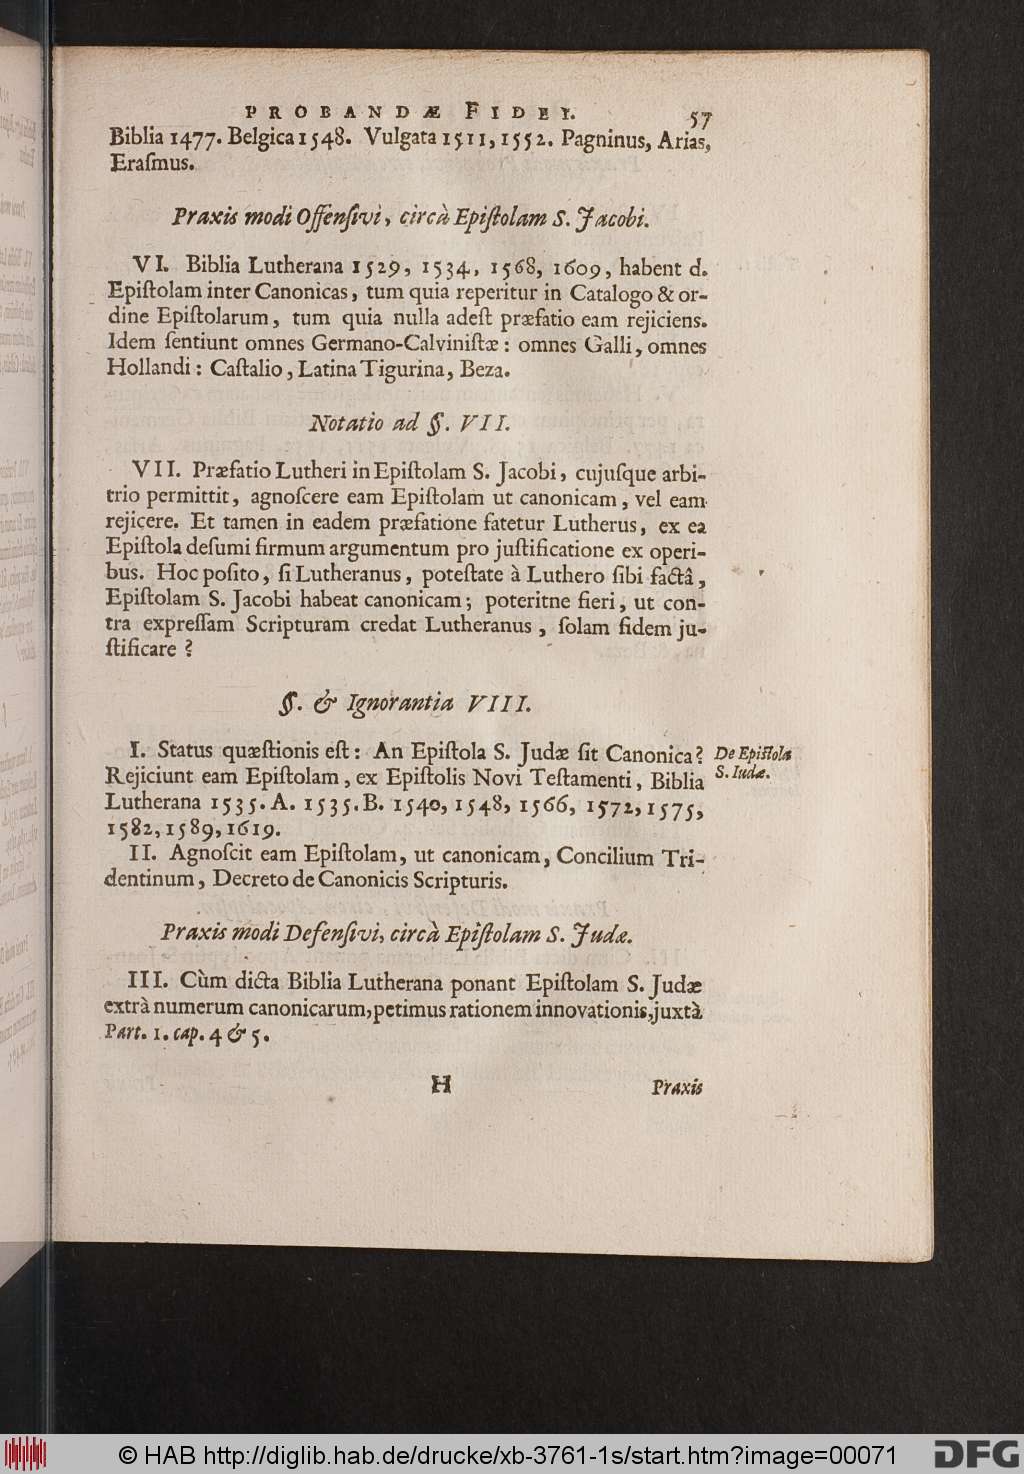 PROBANDÆ FIDEI. 57
Biblia 1477. Belgica 1548. Vulgata 1511, 1552. Pagninus, Arias,
Eraſmus.
Praxis modi Offenſivi, circà Epiſtolam S. Jacobi.
VI. Biblia Lutherana 1529, 1534, 1568, 1609, habent d.
Epiſtolam inter Canonicas, tum quia reperitur in Catalogo & or-
dine Epiſtolarum, tum quia nulla adeſt præfatio eam rejiciens.
Idem ſentiunt omnes Germano-Calviniſtæ: omnes Galli, omnes
Hollandi: Caſtalio, Latina Tigurina, Beza.
Notatio ad §. VII.
VII. Præfatio Lutheri in Epiſtolam S. Jacobi, cujuſque arbi-
trio permittit, agnoſcere eam Epiſtolam ut canonicam, vel eam
rejicere. Et tamen in eadem præfatione fatetur Lutherus, ex ea
Epiſtola deſumi firmum argumentum pro juſtificatione ex operi-
bus. Hoc poſito, ſi Lutheranus, poteſtate à Luthero ſibi factâ,
Epiſtolam S. Jacobi habeat canonicam; poteritne fieri, ut con-
tra expreſſam Scripturam credat Lutheranus, ſolam fidem ju-
ſtificare?
§. & Ignorantia VIII.
I. Status quæſtionis eſt: An Epiſtola S. Judæ ſit Canonica?
De Epiſtola
S. Iudæ.
Rejiciunt eam Epiſtolam, ex Epiſtolis Novi Teſtamenti, Biblia
Lutherana 1535. A. 1535. B. 1540, 1548, 1566, 1572, 1575,
1582, 1589, 1619.
II. Agnoſcit eam Epiſtolam, ut canonicam, Concilium Tri-
dentinum, Decreto de Canonicis Scripturis.
Praxis modi Defenſivi, circà Epiſtolam S. Judæ.
III. Cùm dicta Biblia Lutherana ponant Epiſtolam S. Judæ
extrà numerum canonicarum, petimus rationem innovationis, juxtà
Part. 1. cap. 4 & 5.
H Praxis
© HAB http://diglib.hab.de/drucke/xb-3761-1s/start.htm?image=00071
DFG